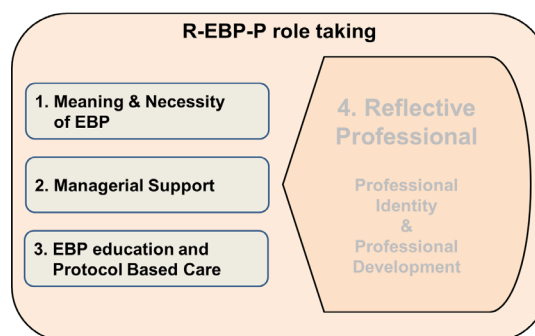 R-EBP-P role taking
1. Meaning & Necessity
of EBP
2. Managerial Support
3. EBP education and
Protocol Based Care
4. Reflective
Professional
Professional
Identity
&
Professional
Development